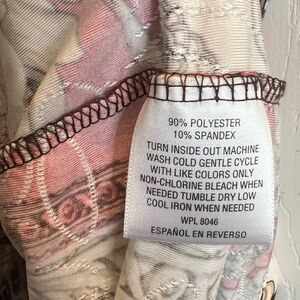 90% POLYESTER
10% SPANDEX
TURN INSIDE OUT MACHINE
WASH COLD GENTLE CYCLE
WITH LIKE COLORS ONLY
NON-CHLORINE BLEACH WHEN
NEEDED TUMBLE DRY LOW
COOL IRON WHEN NEEDED
WPL 8046
ESPAÑOL EN REVERSO